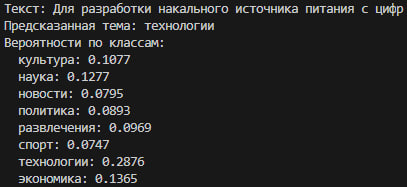 Текст: Для разработки накального источника питания с цифр
Предсказанная тема: технологии
Вероятности по классам:
культура: 0.1077
наука: 0.1277
новости: 0.0795
политика: 0.0893
развлечения: 0.0969
спорт: 0.0747
технологии: 0.2876
экономика: 0.1365